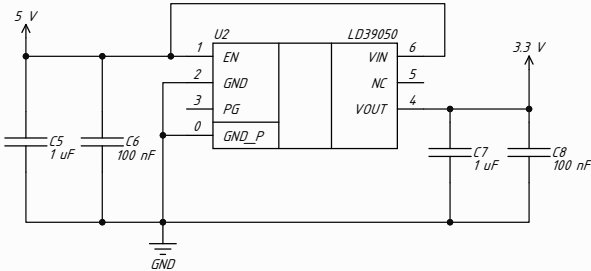 5 V
U2 LD39050
1 EN VIN 6
2 GND NC 5
3 PG VOUT 4
0 GND_P
3.3 V
C5
1 uF
C6
100 nF
C7
1 uF
C8
100 nF
GND